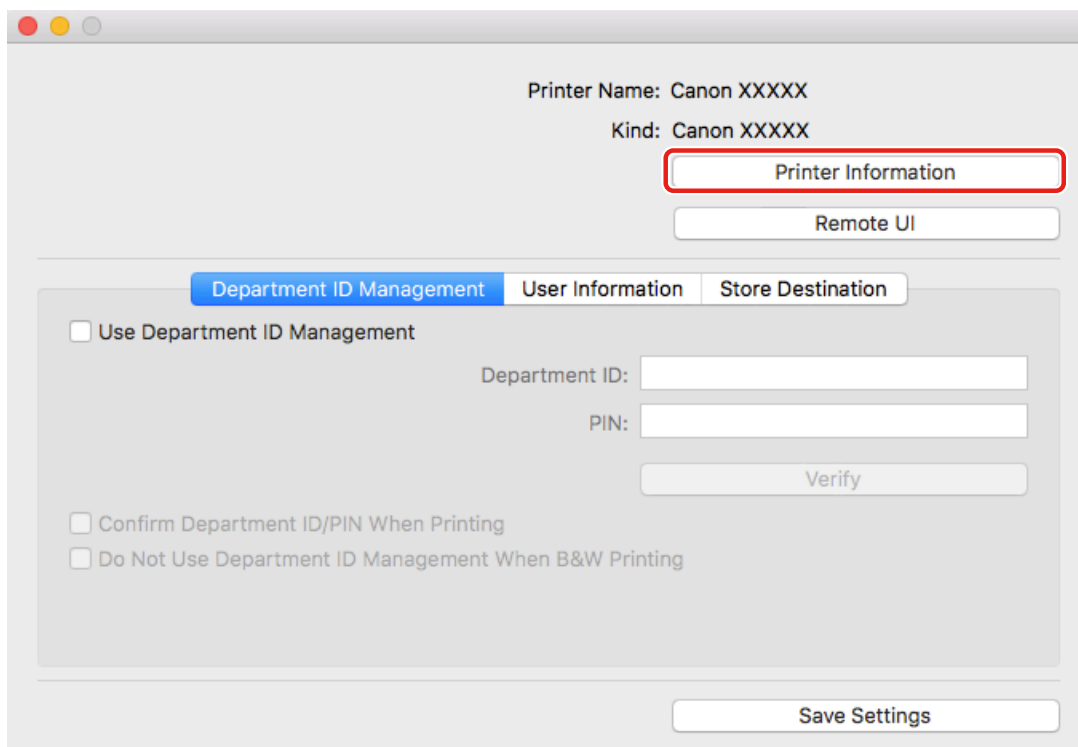 Printer Name: Canon XXXXX
Kind: Canon XXXXX
Printer Information
Remote UI
Department ID Management User Information Store Destination
Use Department ID Management
Department ID:
PIN:
Verify
Confirm Department ID/PIN When Printing
Do Not Use Department ID Management When B&W Printing
Save Settings